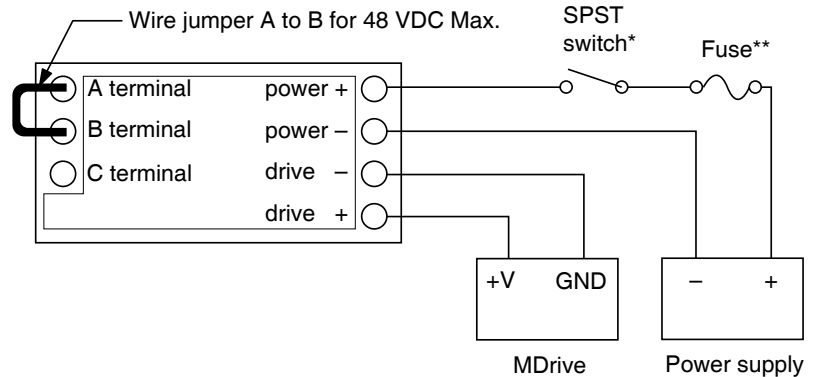 Wire jumper A to B for 48 VDC Max.
SPST
switch*
Fuse**
A terminal power +
B terminal power –
C terminal drive –
drive +
+V GND
– +
MDrive
Power supply